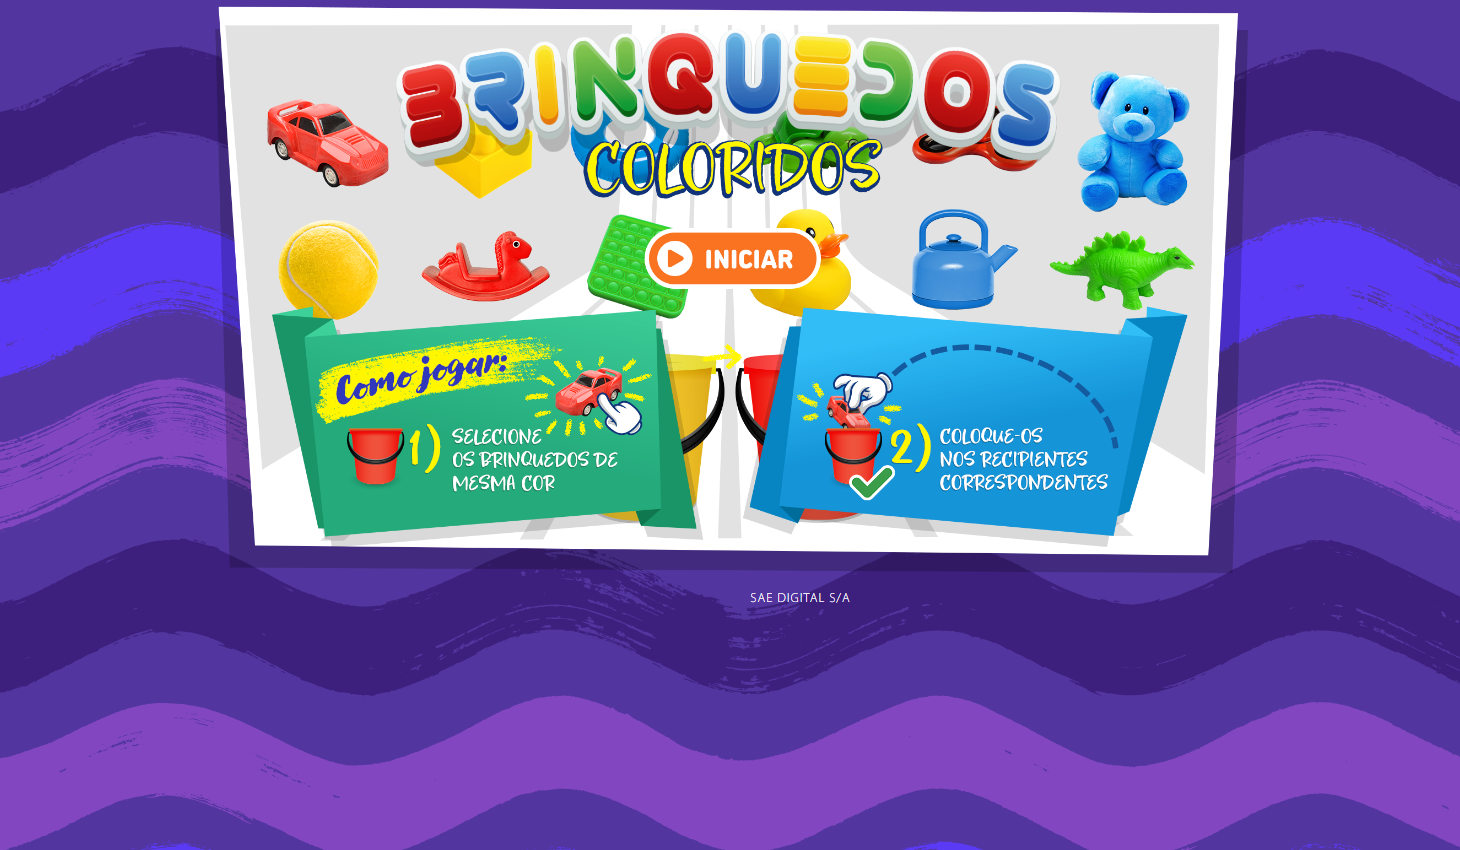 BRINQUEDOS
COLORIDOS
INICIAR
Como jogar:
1) SELECIONE
OS BRINQUEDOS DE
MESMA COR
2) COLOQUE-OS
NOS RECIPIENTES
CORRESPONDENTES
SAE DIGITAL S/A